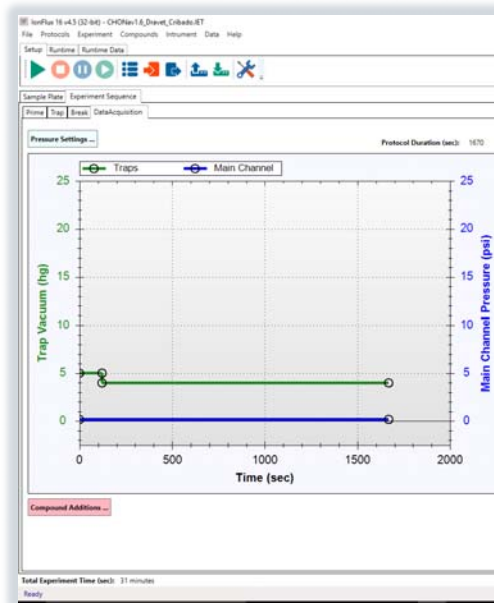 IonFlux 16 v4.5 (32-bit) - CHONav1.6_Dravet_Cribado.IET
File Protocols Experiment Compounds Intrument Data Help
Setup Runtime Runtime Data
Sample Plate Experiment Sequence
Prime Trap Break DataAcquisition
Pressure Settings ...
Protocol Duration (sec): 1670
Traps Main Channel
25 25
20 20
15 15
10 10
5 5
0 0
Trap Vacuum (hg)
Main Channel Pressure (psi)
0 500 1000 1500 2000
Time (sec)
Compound Additions ...
Total Experiment Time (sec): 31 minutes
Ready